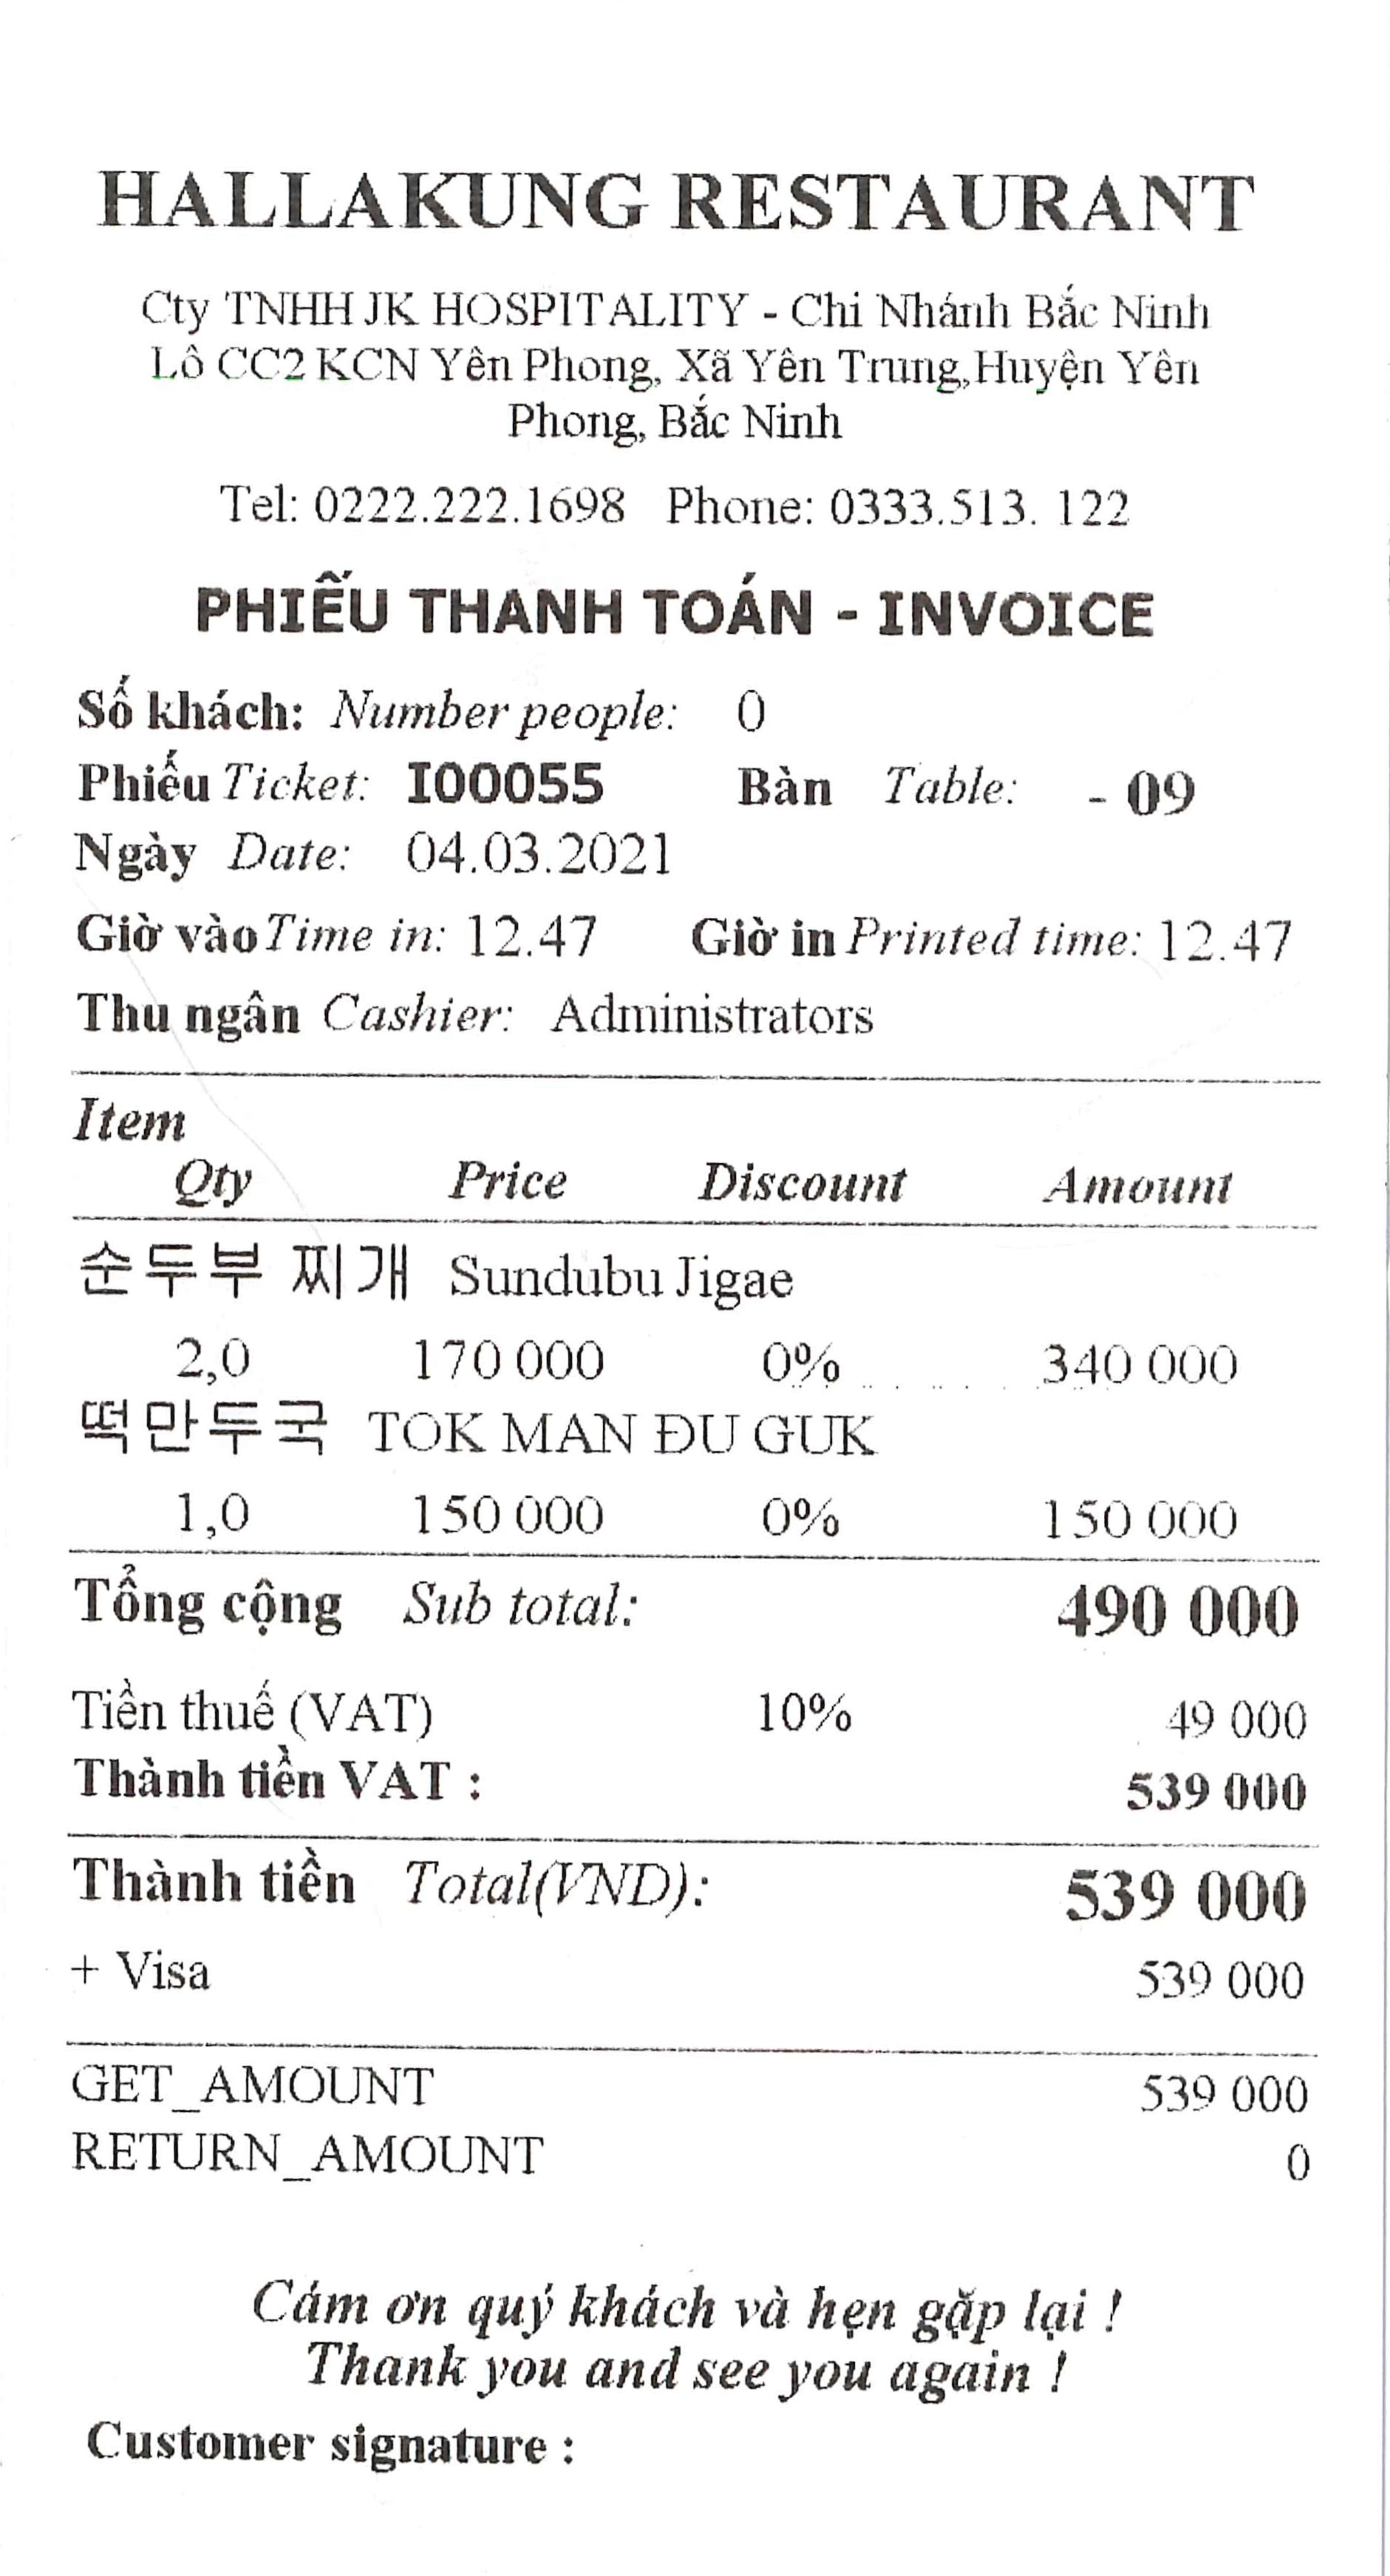 HALLAKUNG RESTAURANT
Cty TNHH JK HOSPITALITY - Chi Nhánh Bắc Ninh
Lô CC2 KCN Yên Phong, Xã Yên Trung,Huyện Yên
Phong, Bắc Ninh
Tel: 0222.222.1698 Phone: 0333.513. 122
PHIẾU THANH TOÁN - INVOICE
Số khách: Number people: 0
Phiếu Ticket: I00055 Bàn Table: - 09
Ngày Date: 04.03.2021
Giờ vào Time in: 12.47 Giờ in Printed time: 12.47
Thu ngân Cashier: Administrators
Item
Qty Price Discount Amount
순두부 찌개 Sundubu Jigae
2,0 170 000 0% 340 000
떡만두국 TOK MAN ĐU GUK
1,0 150 000 0% 150 000
Tổng cộng Sub total: 490 000
Tiền thuế (VAT) 10% 49 000
Thành tiền VAT : 539 000
Thành tiền Total(VND): 539 000
+ Visa 539 000
GET_AMOUNT 539 000
RETURN_AMOUNT 0
Cám ơn quý khách và hẹn gặp lại !
Thank you and see you again !
Customer signature :